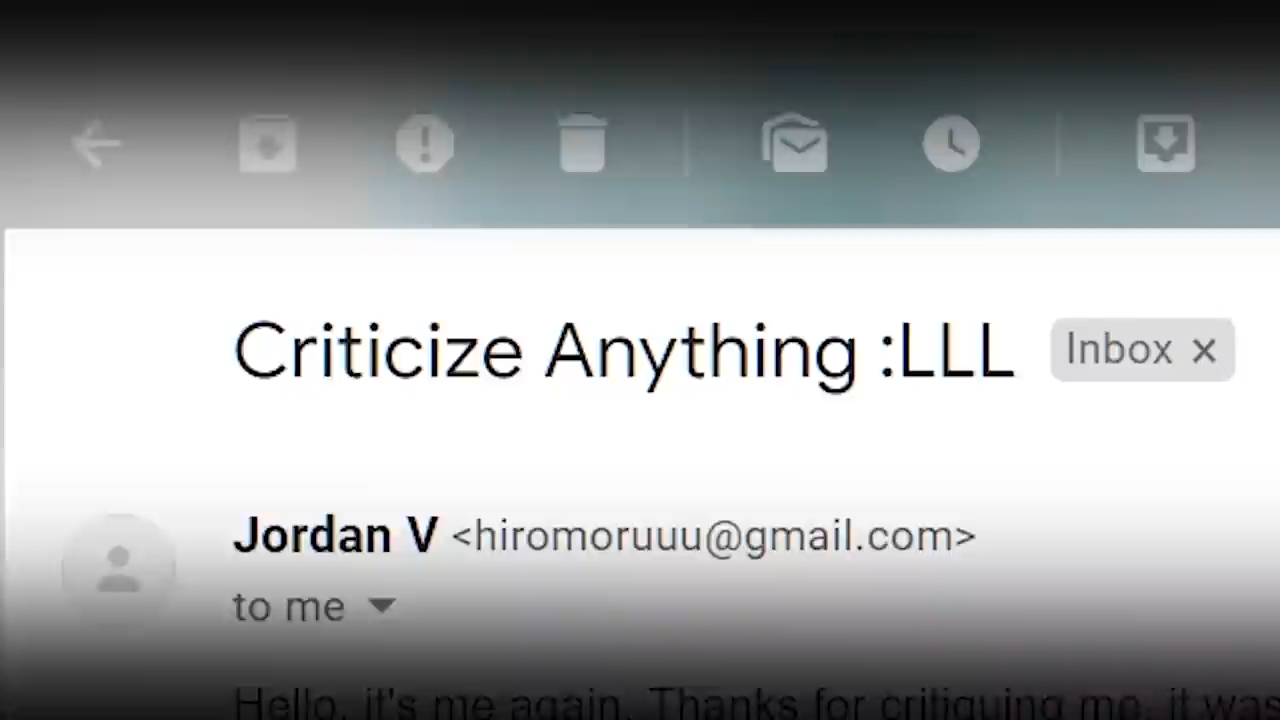 Criticize Anything :LLL Inbox ×
Jordan V <hiromoruuu@gmail.com>
to me
Hello, it's me again. Thanks for critiquing me, it was